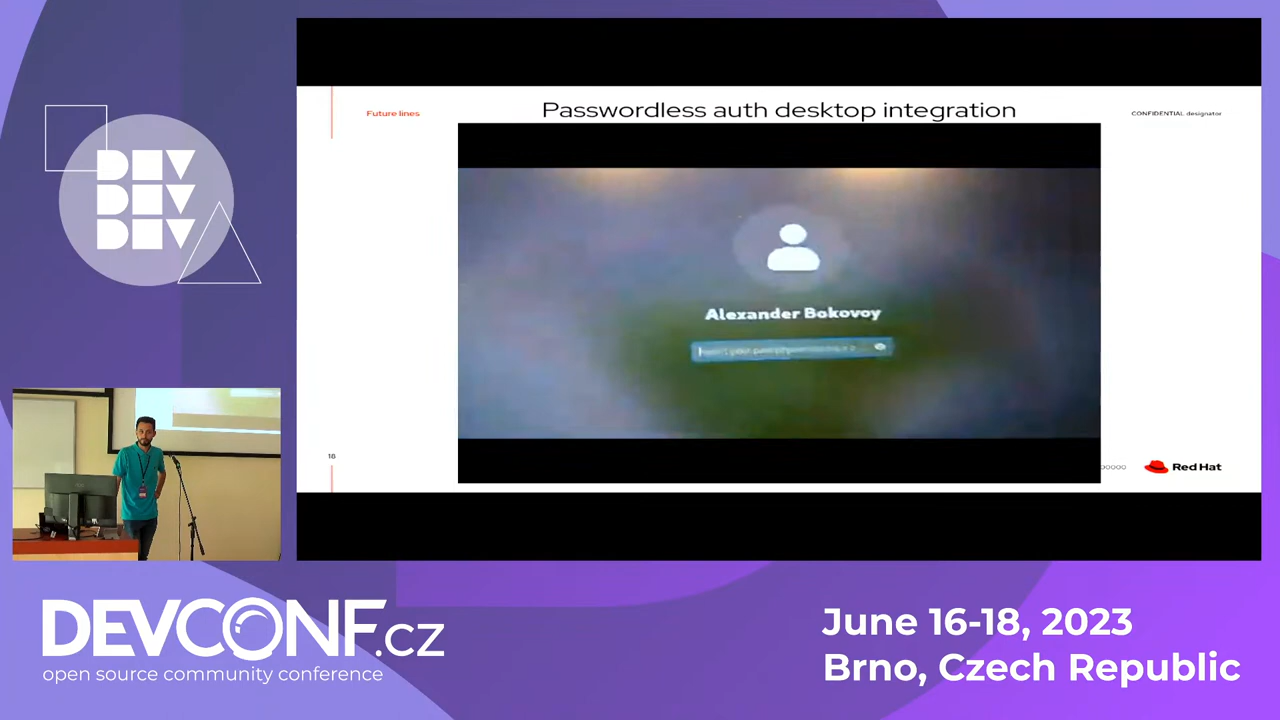 Future lines
Passwordless auth desktop integration
CONFIDENTIAL designator
DEV
DEV
DEV
Alexander Bokovoy
18
Red Hat
DEVCONF.cz
open source community conference
June 16-18, 2023
Brno, Czech Republic